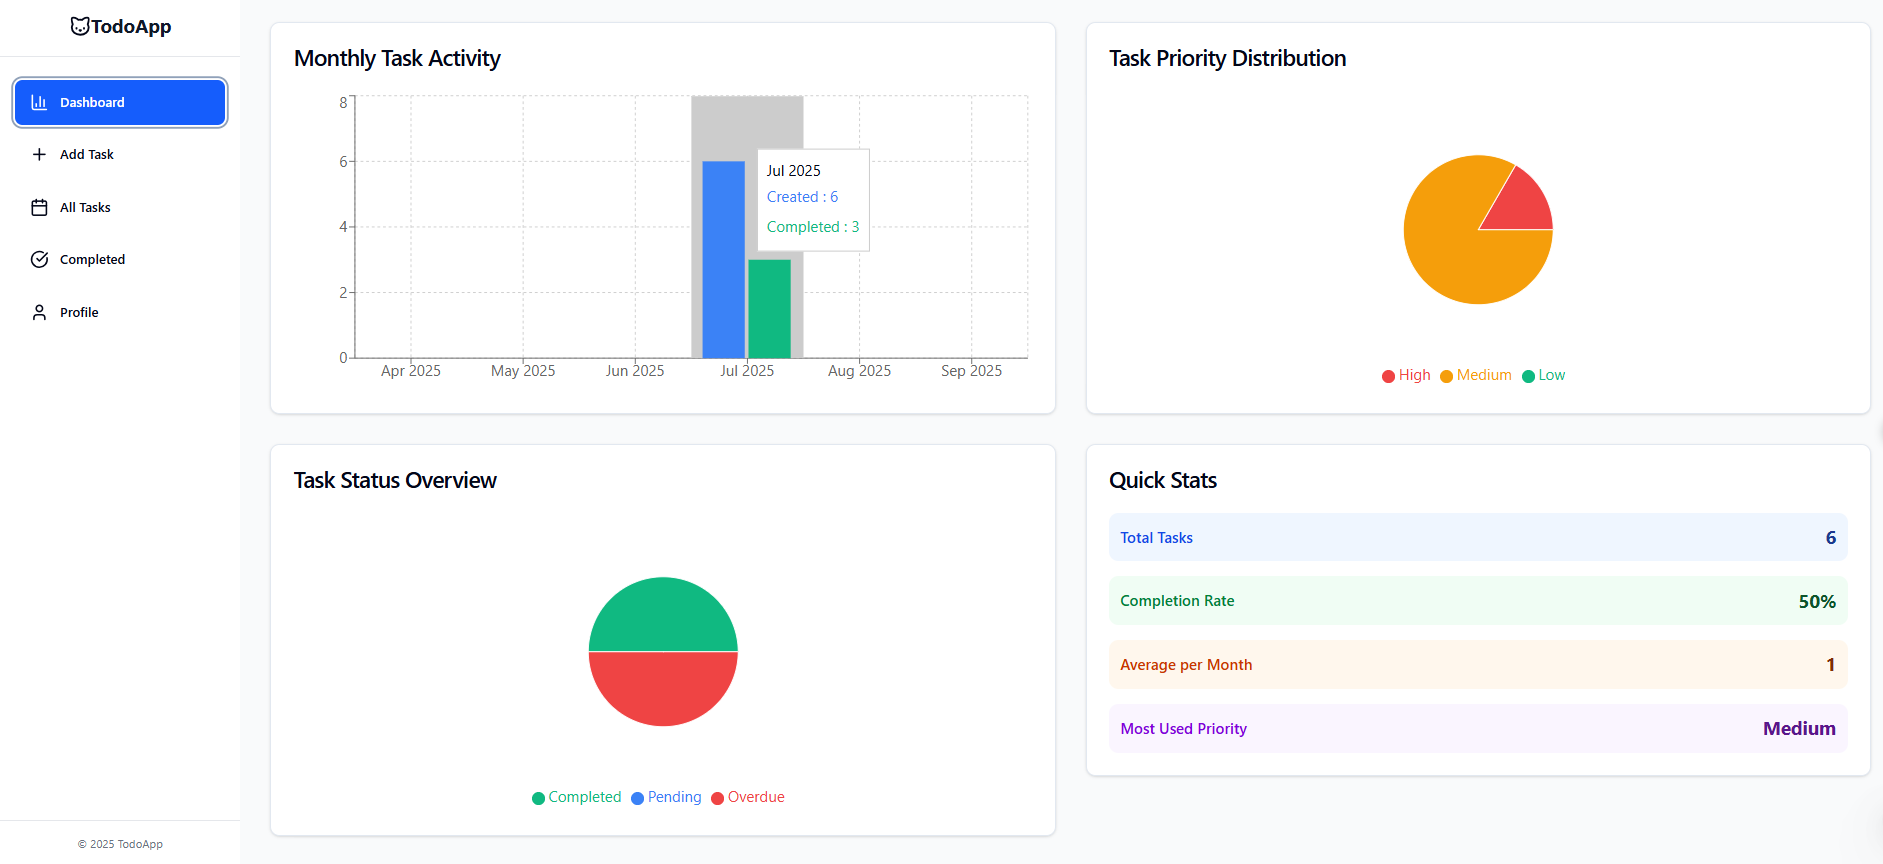 TodoApp
Dashboard
Add Task
All Tasks
Completed
Profile
© 2025 TodoApp
Monthly Task Activity
8
6
4
2
0
Apr 2025 May 2025 Jun 2025 Jul 2025 Aug 2025 Sep 2025
Jul 2025
Created : 6
Completed : 3
Task Priority Distribution
High Medium Low
Task Status Overview
Completed Pending Overdue
Quick Stats
Total Tasks 6
Completion Rate 50%
Average per Month 1
Most Used Priority Medium